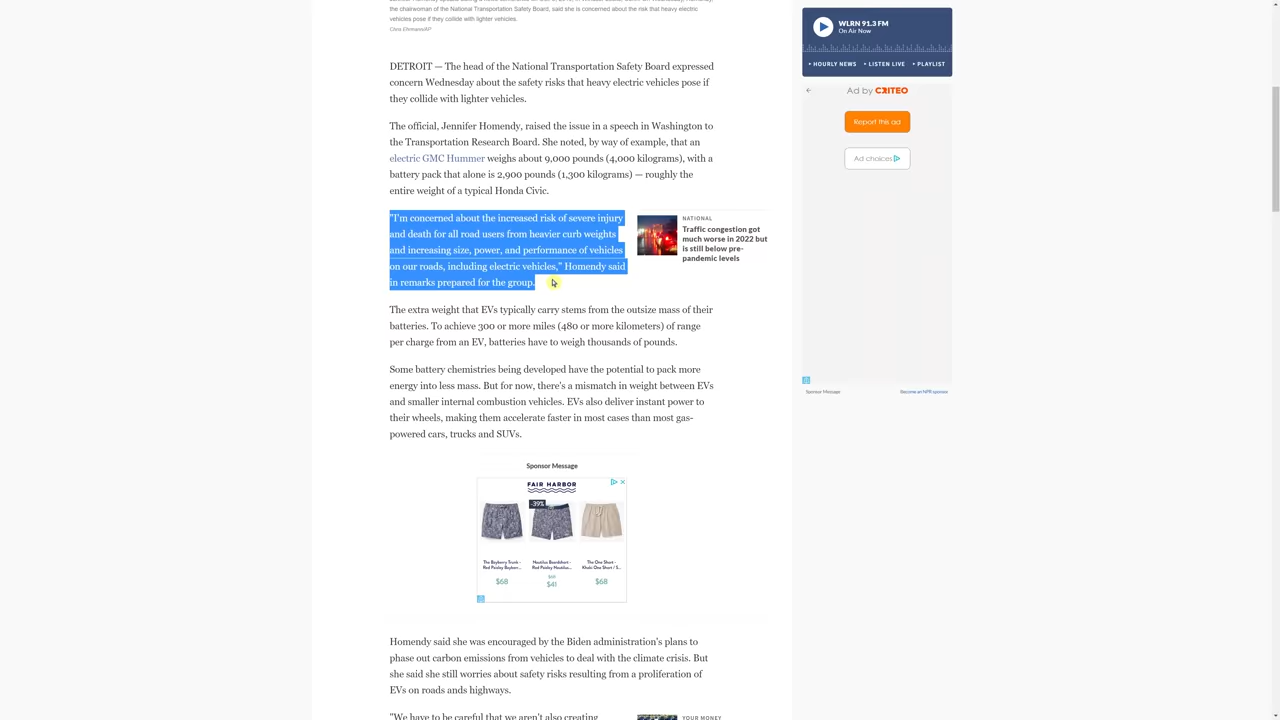 the chairwoman of the National Transportation Safety Board, said she is concerned about the risk that heavy electric
vehicles pose if they collide with lighter vehicles.
Chris Ehrmann/AP
DETROIT — The head of the National Transportation Safety Board expressed
concern Wednesday about the safety risks that heavy electric vehicles pose if
they collide with lighter vehicles.
The official, Jennifer Homendy, raised the issue in a speech in Washington to
the Transportation Research Board. She noted, by way of example, that an
electric GMC Hummer weighs about 9,000 pounds (4,000 kilograms), with a
battery pack that alone is 2,900 pounds (1,300 kilograms) — roughly the
entire weight of a typical Honda Civic.
"I'm concerned about the increased risk of severe injury
and death for all road users from heavier curb weights
and increasing size, power, and performance of vehicles
on our roads, including electric vehicles," Homendy said
in remarks prepared for the group.
NATIONAL
Traffic congestion got
much worse in 2022 but
is still below pre-
pandemic levels
The extra weight that EVs typically carry stems from the outsize mass of their
batteries. To achieve 300 or more miles (480 or more kilometers) of range
per charge from an EV, batteries have to weigh thousands of pounds.
Some battery chemistries being developed have the potential to pack more
energy into less mass. But for now, there's a mismatch in weight between EVs
and smaller internal combustion vehicles. EVs also deliver instant power to
their wheels, making them accelerate faster in most cases than most gas-
powered cars, trucks and SUVs.
Sponsor Message
FAIR HARBOR
-39%
The Bayberry Trunk -
Red Paisley Bayberr...
Nautilus Boardshort -
Red Paisley Nautilus...
The One Short -
Khaki One Short / S...
$68
$68
$41
$68
Homendy said she was encouraged by the Biden administration's plans to
phase out carbon emissions from vehicles to deal with the climate crisis. But
she said she still worries about safety risks resulting from a proliferation of
EVs on roads and highways.
"We have to be careful that we aren't also creating
YOUR MONEY
WLRN 91.3 FM
On Air Now
HOURLY NEWS
LISTEN LIVE
PLAYLIST
Ad by CRITEO
Report this ad
Ad choices
Sponsor Message
Become an NPR sponsor